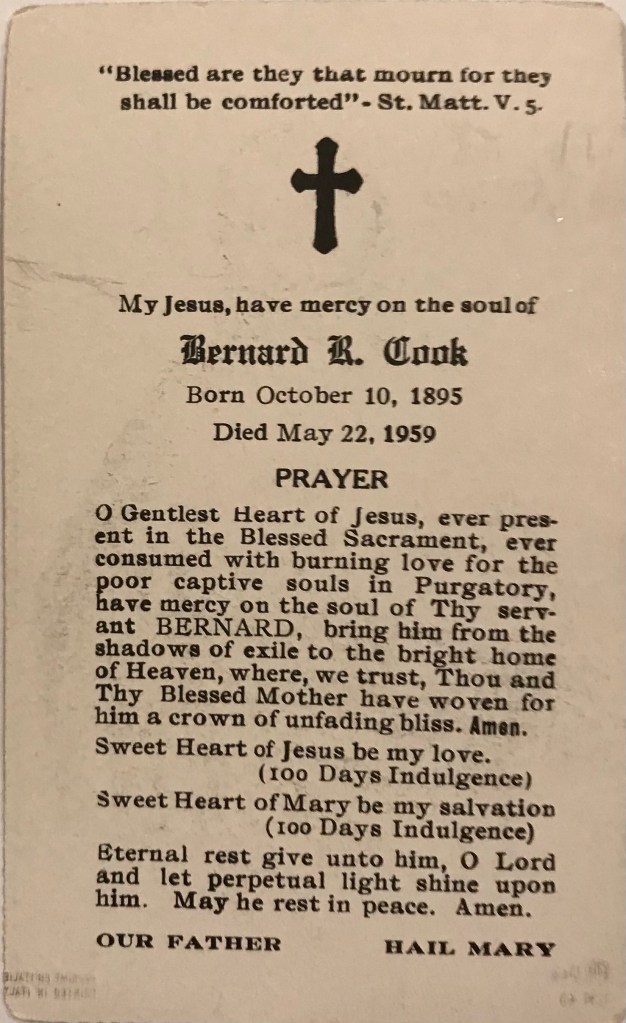 "Blessed are they that mourn for they
shall be comforted"- St. Matt. V. 5.
My Jesus, have mercy on the soul of
Bernard R. Cook
Born October 10, 1895
Died May 22, 1959
PRAYER
O Gentlest Heart of Jesus, ever pres-
ent in the Blessed Sacrament, ever
consumed with burning love for the
poor captive souls in Purgatory,
have mercy on the soul of Thy serv-
ant BERNARD, bring him from the
shadows of exile to the bright home
of Heaven, where, we trust, Thou and
Thy Blessed Mother have woven for
him a crown of unfading bliss. Amen.
Sweet Heart of Jesus be my love.
(100 Days Indulgence)
Sweet Heart of Mary be my salvation
(100 Days Indulgence)
Eternal rest give unto him, O Lord
and let perpetual light shine upon
him. May he rest in peace. Amen.
OUR FATHER HAIL MARY
PRINTED IN ITALY